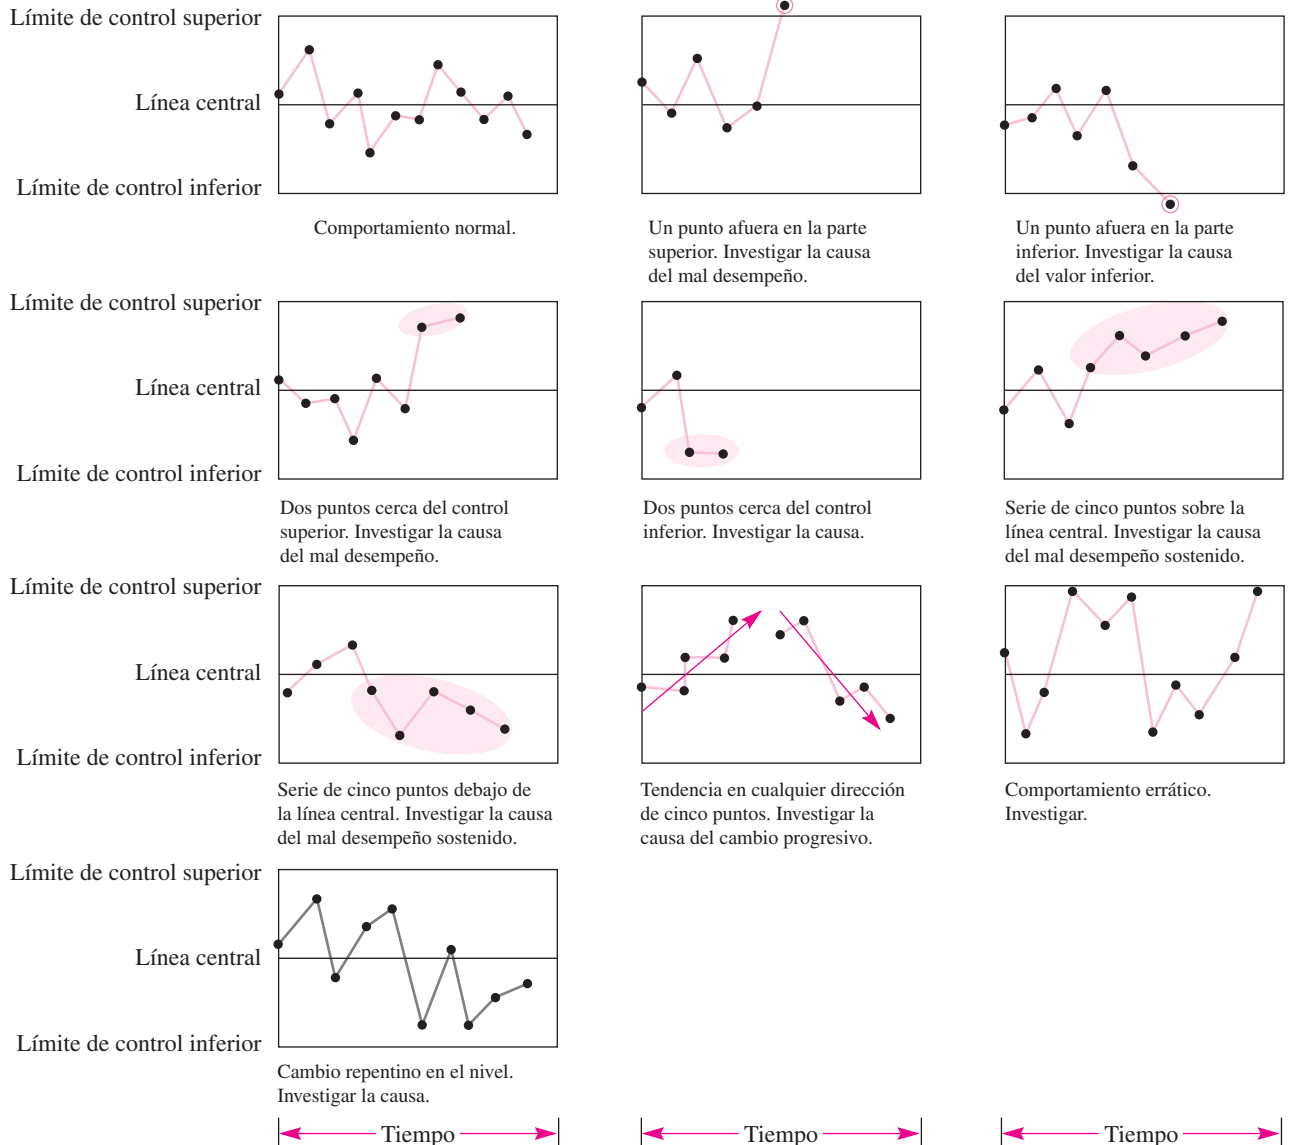 Límite de control superior
Línea central
Límite de control inferior
Comportamiento normal.
Un punto afuera en la parte
superior. Investigar la causa
del mal desempeño.
Un punto afuera en la parte
inferior. Investigar la causa
del valor inferior.
Límite de control superior
Línea central
Límite de control inferior
Dos puntos cerca del control
superior. Investigar la causa
del mal desempeño.
Dos puntos cerca del control
inferior. Investigar la causa.
Serie de cinco puntos sobre la
línea central. Investigar la causa
del mal desempeño sostenido.
Límite de control superior
Línea central
Límite de control inferior
Serie de cinco puntos debajo de
la línea central. Investigar la causa
del mal desempeño sostenido.
Tendencia en cualquier dirección
de cinco puntos. Investigar la
causa del cambio progresivo.
Comportamiento errático.
Investigar.
Límite de control superior
Línea central
Límite de control inferior
Cambio repentino en el nivel.
Investigar la causa.
Tiempo
Tiempo
Tiempo